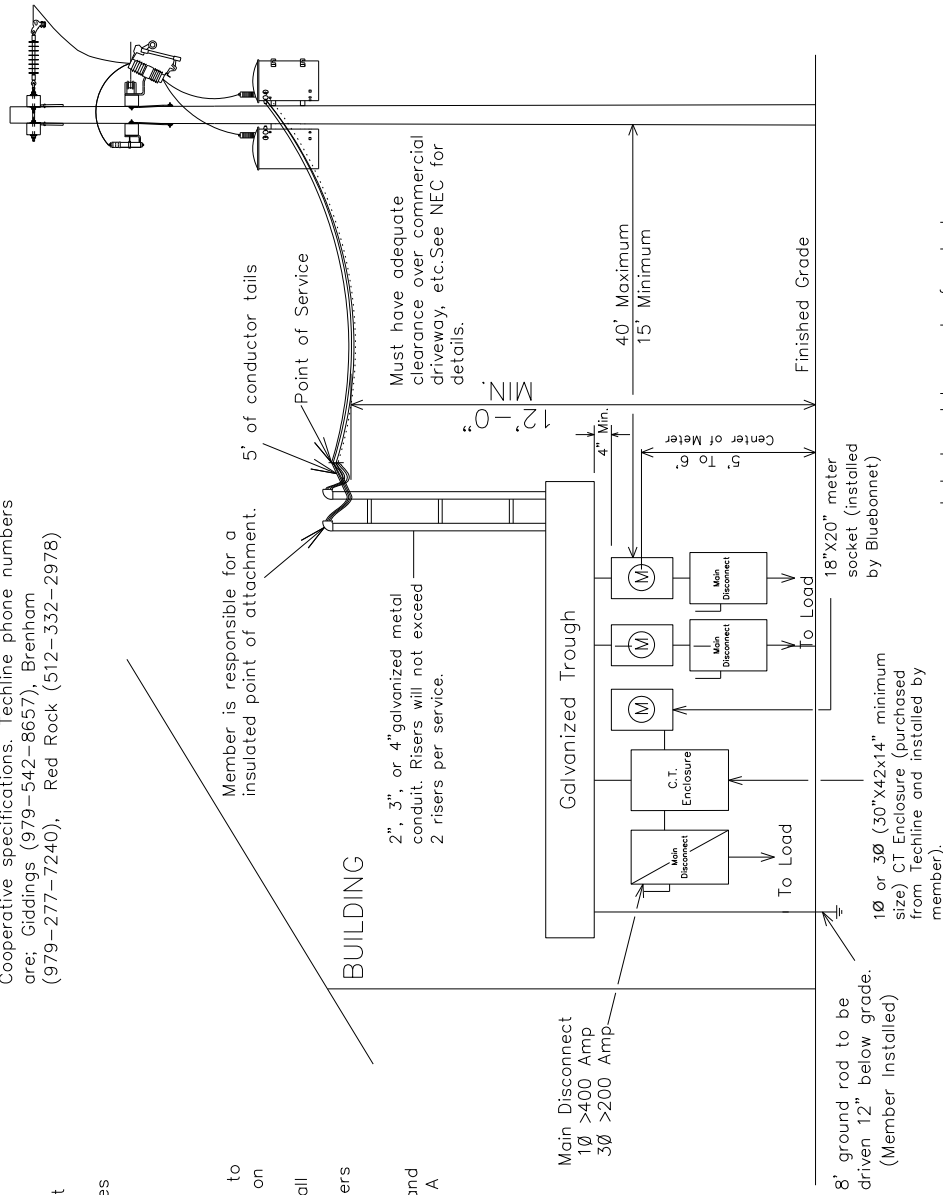 Cooperative specifications. Techline phone numbers
are; Giddings (979-542-8657), Brenham
(979-277-7240), Red Rock (512-332-2978)
t
es
to
on
all
ers
and
A
Member is responsible for a
insulated point of attachment.
5' of conductor tails
Point of Service
BUILDING
2", 3", or 4"galvanized metal
conduit. Risers will not exceed
2 risers per service.
Must have adequate
clearance over commercial
driveway, etc.See NEC for
details.
12'-0"
MIN.
40' Maximum
15' Minimum
Galvanized Trough
4" Min.
5' To 6'
Center of Meter
Finished Grade
M
M
M
C.T.
Enclosure
Main
Disconnect
Main
Disconnect
Main
Disconnect
To Load
To Load
Main Disconnect
1Ø >400 Amp
3Ø >200 Amp
8' ground rod to be
driven 12" below grade.
(Member Installed)
1Ø or 3Ø (30"X42x14" minimum
size) CT Enclosure (purchased
from Techline and installed by
member).
18"X20" meter
socket (installed
by Bluebonnet)